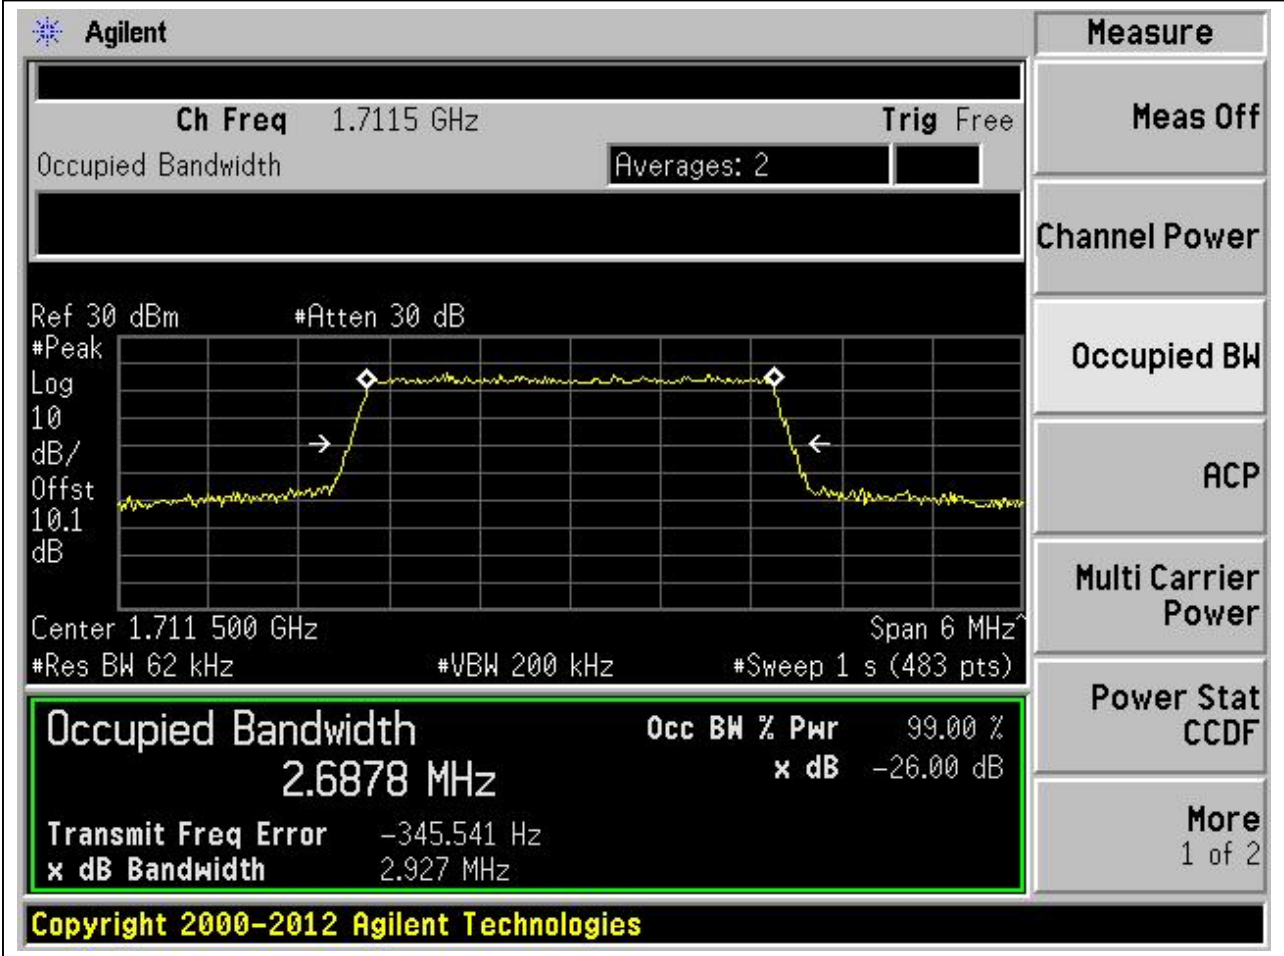 Agilent
Measure
Ch Freq 1.7115 GHz Trig Free
Occupied Bandwidth Averages: 2
Meas Off
Channel Power
Occupied BW
ACP
Multi Carrier
Power
Power Stat
CCDF
More
1 of 2
Ref 30 dBm #Atten 30 dB
#Peak
Log
10
dB/
Offst
10.1
dB
Center 1.711 500 GHz Span 6 MHz^
#Res BW 62 kHz #VBW 200 kHz #Sweep 1 s (483 pts)
Occupied Bandwidth Occ BW % Pwr 99.00 %
2.6878 MHz x dB -26.00 dB
Transmit Freq Error -345.541 Hz
x dB Bandwidth 2.927 MHz
Copyright 2000-2012 Agilent Technologies